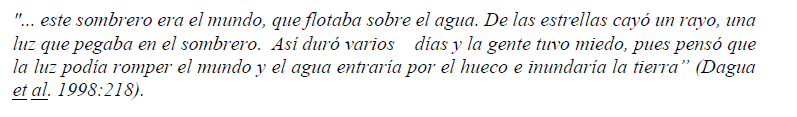 "... este sombrero era el mundo, que flotaba sobre el agua. De las estrellas cayó un rayo, una
luz que pegaba en el sombrero.  Así duró varios    días y la gente tuvo miedo, pues pensó que
la luz podía romper el mundo y el agua entraría por el hueco e inundaría la tierra” (Dagua
et al. 1998:218).